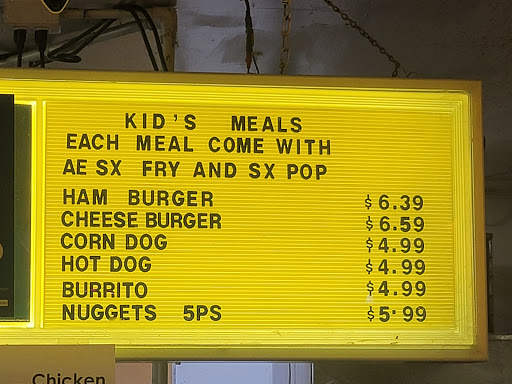 KID'S MEALS
EACH MEAL COME WITH
AE SX FRY AND SX POP
HAM BURGER $6.39
CHEESE BURGER $6.59
CORN DOG $4.99
HOT DOG $4.99
BURRITO $4.99
NUGGETS 5PS $5.99
Chicken